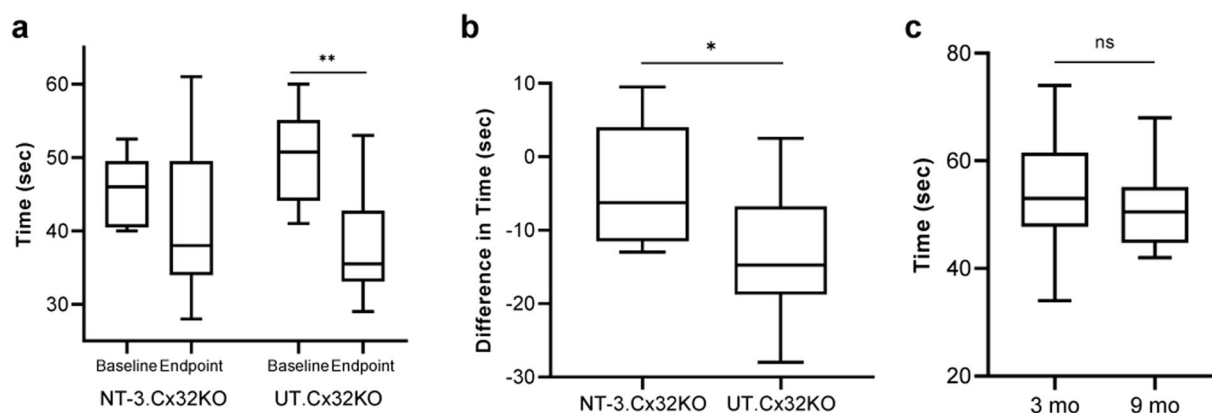 a
Time (sec)
60
50
40
30
**
Baseline Endpoint Baseline Endpoint
NT-3.Cx32KO UT.Cx32KO
b
Difference in Time (sec)
10
0
-10
-20
-30
*
NT-3.Cx32KO UT.Cx32KO
c
Time (sec)
80
60
40
20
ns
3 mo 9 mo